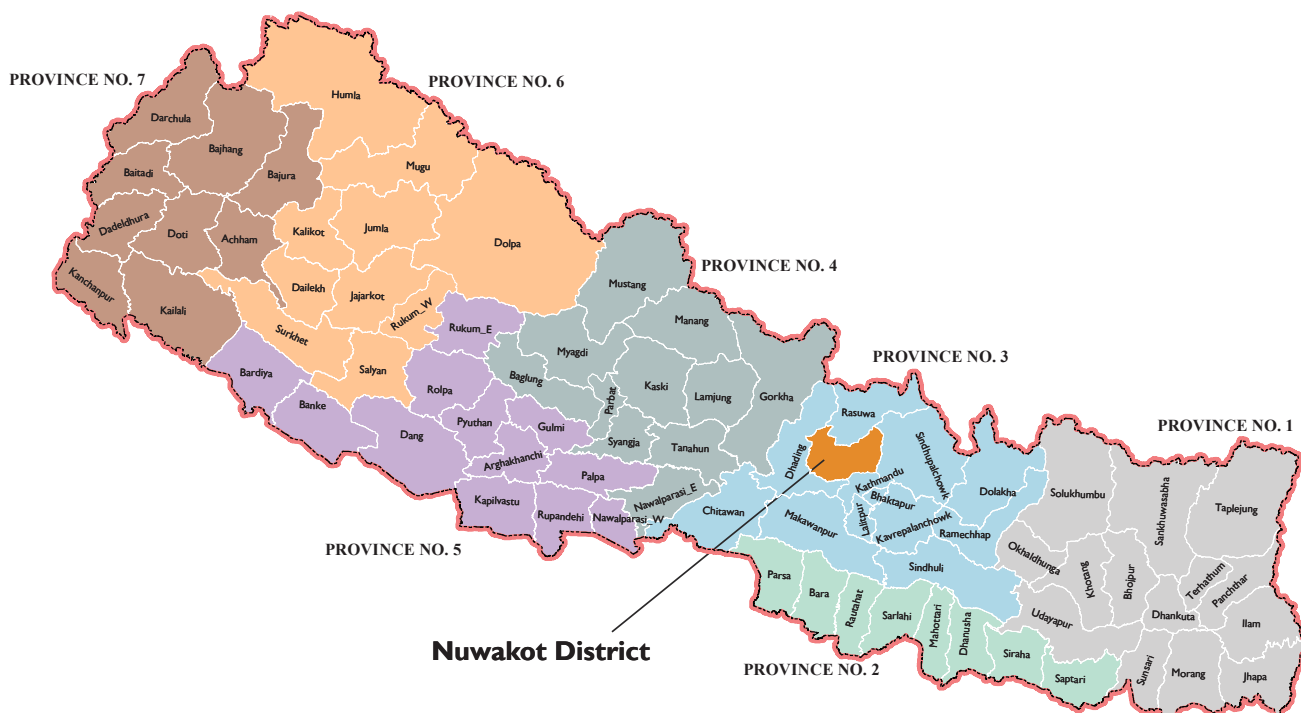 PROVINCE NO. 7
PROVINCE NO. 6
Humla
Darchula
Bajhang
Mugu
Baitadi
Bajura
Dadeldhura
Doti
Achham
Kalikot
Jumla
Dolpa
PROVINCE NO. 4
Kanchanpur
Kailali
Dailekh
Jajarkot
Rukum_W
Mustang
Surkhet
Rukum_E
Manang
Myagdi
PROVINCE NO. 3
Bardiya
Salyan
Rolpa
Baglung
Parbat
Kaski
Lamjung
Gorkha
Rasuwa
Banke
Dang
Pyuthan
Gulmi
Syangja
Tanahun
Dhading
Sindhupalchowk
PROVINCE NO. 1
Arghakhanchi
Palpa
Kathmandu
Dolakha
Solukhumbu
Sankhuwasabha
Taplejung
Kapilvastu
Rupandehi
Nawalparasi_W
Nawalparasi_E
Chitawan
Makawanpur
Lalitpur
Bhaktapur
Kavrepalanchowk
Ramechhap
PROVINCE NO. 5
Sindhuli
Okhaldhunga
Khotang
Bhojpur
Terhathum
Panchthar
Parsa
Bara
Rautahat
Sarlahi
Mahottari
Dhanusha
Siraha
Saptari
Udayapur
Dhankuta
Ilam
Nuwakot District
PROVINCE NO. 2
Sunsari
Morang
Jhapa